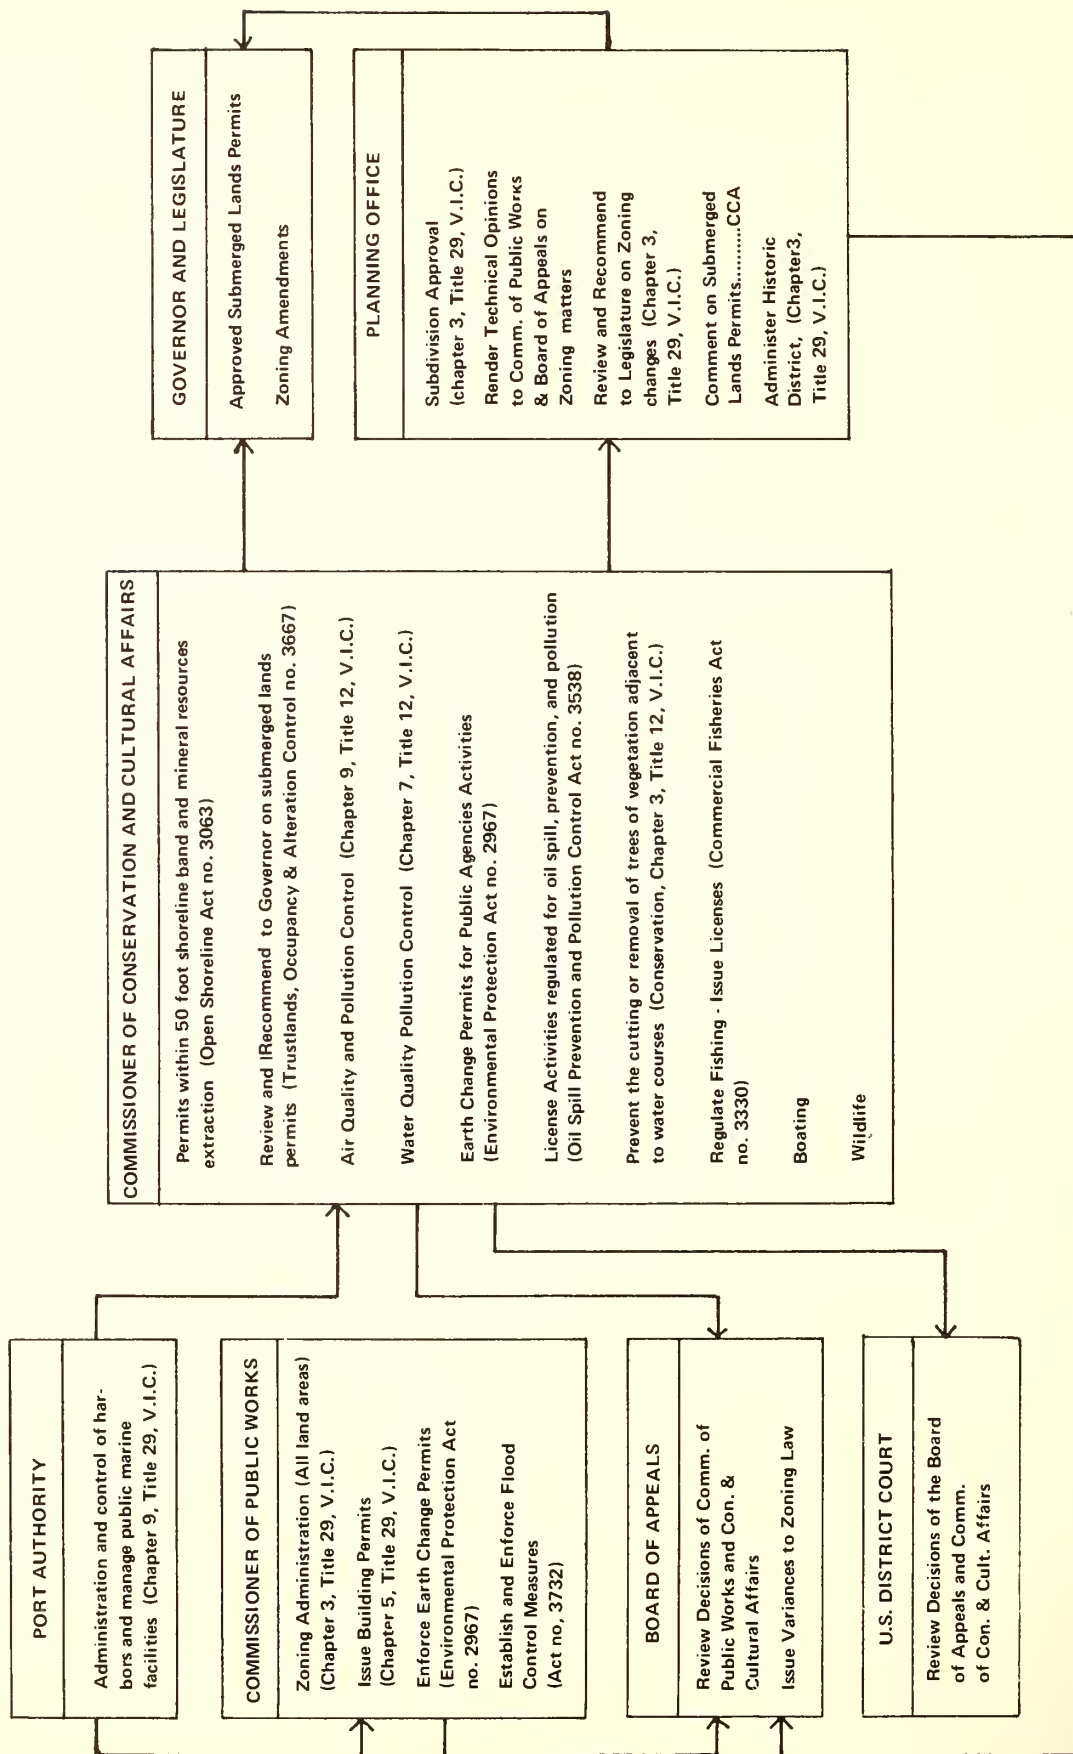 PORT AUTHORITY
Administration and control of har-
bors and manage public marine
facilities (Chapter 9, Title 29, V.I.C.)
COMMISSIONER OF PUBLIC WORKS
Zoning Administration (All land areas)
(Chapter 3, Title 29, V.I.C.)
Issue Building Permits
(Chapter 5, Title 29, V.I.C.)
Enforce Earth Change Permits
(Environmental Protection Act
no. 2967)
Establish and Enforce Flood
Control Measures
(Act no, 3732)
BOARD OF APPEALS
Review Decisions of Comm. of
Public Works and Con. &
Cultural Affairs
Issue Variances to Zoning Law
U.S. DISTRICT COURT
Review Decisions of the Board
of Appeals and Comm.
of Con. & Cult. Affairs
COMMISSIONER OF CONSERVATION AND CULTURAL AFFAIRS
Permits within 50 foot shoreline band and mineral resources
extraction (Open Shoreline Act no. 3063)
Review and IRecommend to Governor on submerged lands
permits (Trustlands, Occupancy & Alteration Control no. 3667)
Air Quality and Pollution Control (Chapter 9, Title 12, V.I.C.)
Water Quality Pollution Control (Chapter 7, Title 12, V.I.C.)
Earth Change Permits for Public Agencies Activities
(Environmental Protection Act no. 2967)
License Activities regulated for oil spill, prevention, and pollution
(Oil Spill Prevention and Pollution Control Act no. 3538)
Prevent the cutting or removal of trees of vegetation adjacent
to water courses (Conservation, Chapter 3, Title 12, V.I.C.)
Regulate Fishing - Issue Licenses (Commercial Fisheries Act
no. 3330)
Boating
Wildlife
GOVERNOR AND LEGISLATURE
Approved Submerged Lands Permits
Zoning Amendments
PLANNING OFFICE
Subdivision Approval
(chapter 3, Title 29, V.I.C.)
Render Technical Opinions
to Comm. of Public Works
& Board of Appeals on
Zoning matters
Review and Recommend
to Legislature on Zoning
changes (Chapter 3,
Title 29, V.I.C.)
Comment on Submerged
Lands Permits..........CCA
Administer Historic
District, (Chapter3,
Title 29, V.I.C.)